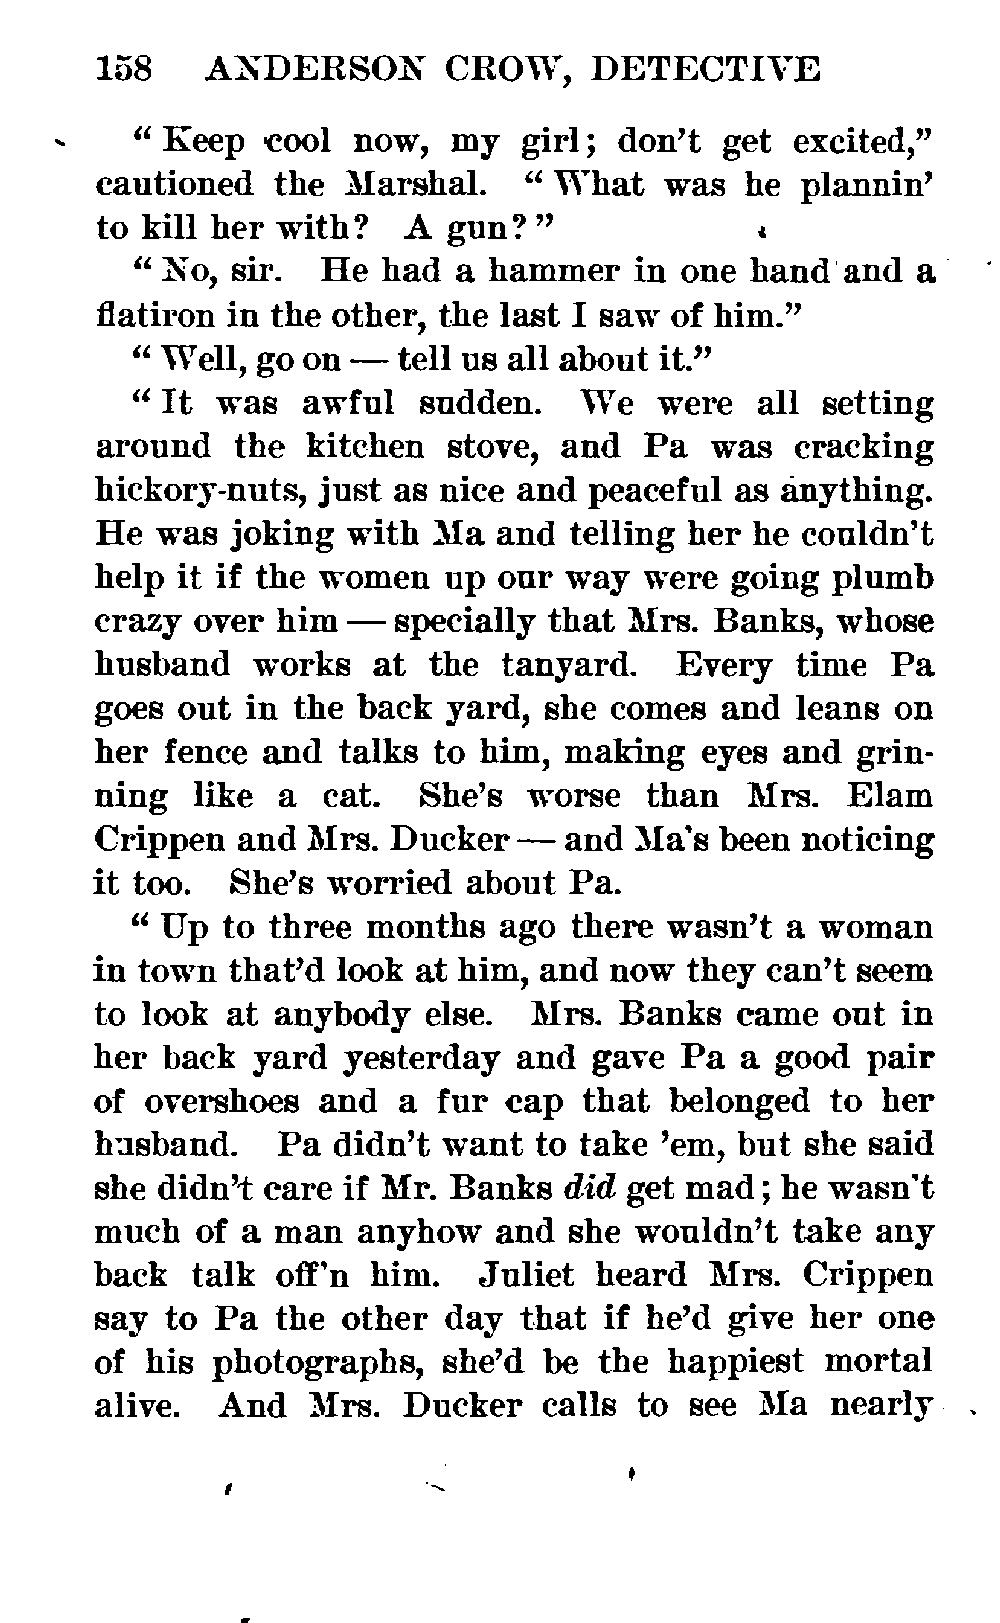 158 ANDERSON CROW, DETECTIVE
“ Keep cool now, my girl; don’t get excited,”
cautioned the Marshal. “ What was he plannin’
to kill her with? A gun? ”
“ No, sir. He had a hammer in one hand and a
flatiron in the other, the last I saw of him.”
“ Well, go on — tell us all about it.”
“ It was awful sudden. We were all setting
around the kitchen stove, and Pa was cracking
hickory-nuts, just as nice and peaceful as anything.
He was joking with Ma and telling her he couldn’t
help it if the women up our way were going plumb
crazy over him — specially that Mrs. Banks, whose
husband works at the tanyard. Every time Pa
goes out in the back yard, she comes and leans on
her fence and talks to him, making eyes and grin-
ning like a cat. She’s worse than Mrs. Elam
Crippen and Mrs. Ducker — and Ma’s been noticing
it too. She’s worried about Pa.
“ Up to three months ago there wasn’t a woman
in town that’d look at him, and now they can’t seem
to look at anybody else. Mrs. Banks came out in
her back yard yesterday and gave Pa a good pair
of overshoes and a fur cap that belonged to her
husband. Pa didn’t want to take ’em, but she said
she didn’t care if Mr. Banks did get mad; he wasn’t
much of a man anyhow and she wouldn’t take any
back talk off’n him. Juliet heard Mrs. Crippen
say to Pa the other day that if he’d give her one
of his photographs, she’d be the happiest mortal
alive. And Mrs. Ducker calls to see Ma nearly